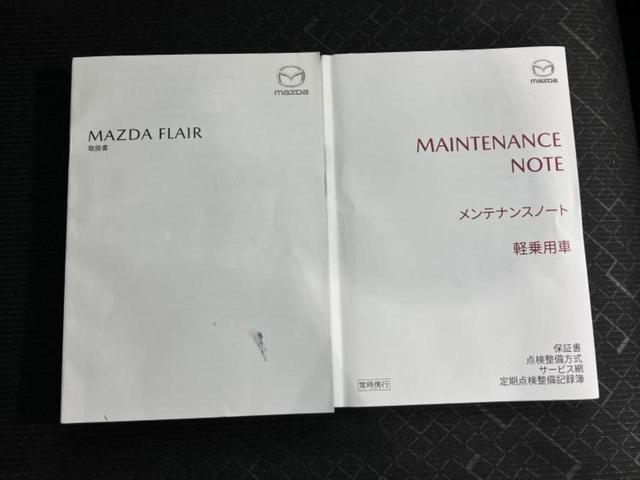 mazda
MAZDA FLAIR
取扱書
mazda
MAINTENANCE
NOTE
メンテナンスノート
軽乗用車
保証書
点検整備方式
サービス網
定期点検整備記録簿
常時携行